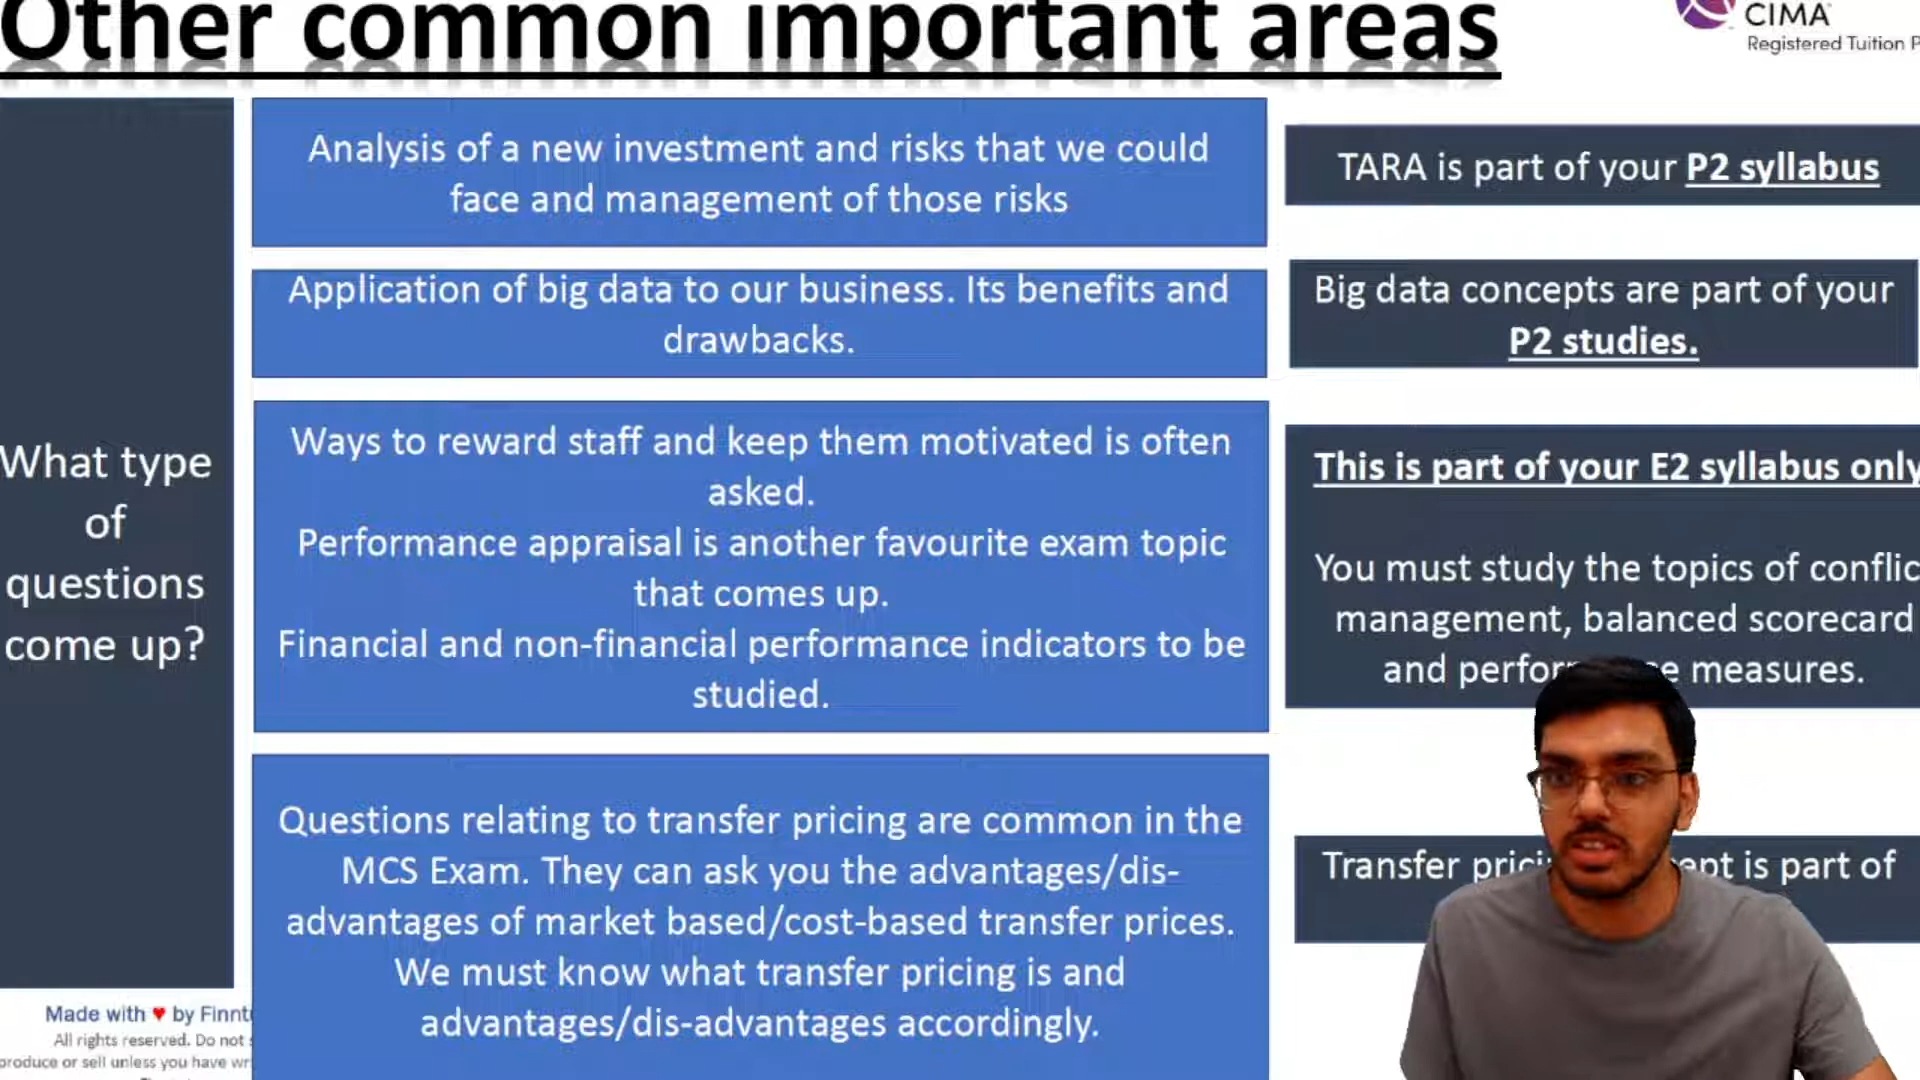 Other common important areas
CIMA
Registered Tuition
What type
of
questions
come up?
Analysis of a new investment and risks that we could
face and management of those risks
TARA is part of your P2 syllabus
Application of big data to our business. Its benefits and
drawbacks.
Big data concepts are part of your
P2 studies.
Ways to reward staff and keep them motivated is often
asked.
Performance appraisal is another favourite exam topic
that comes up.
Financial and non-financial performance indicators to be
studied.
This is part of your E2 syllabus only
You must study the topics of
management, balanced scorecard
and measures.
Questions relating to transfer pricing are common in the
MCS Exam. They can ask you the advantages/dis-
advantages of market based/cost-based transfer prices.
We must know what transfer pricing is and
advantages/dis-advantages accordingly.
Transfer is part of
Made with ♥ by
All rights reserved. Do not
or sell unless you have